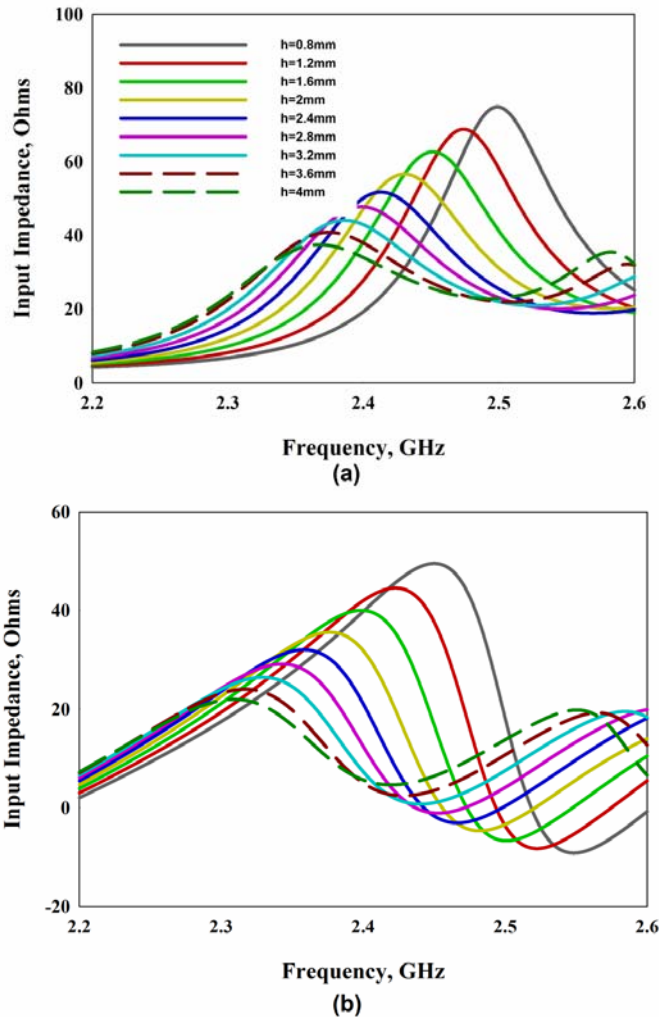 100
80
60
40
20
0
Input Impedance, Ohms
h=0.8mm
h=1.2mm
h=1.6mm
h=2mm
h=2.4mm
h=2.8mm
h=3.2mm
h=3.6mm
h=4mm
2.2 2.3 2.4 2.5 2.6
Frequency, GHz
(a)
60
40
20
0
-20
Input Impedance, Ohms
2.2 2.3 2.4 2.5 2.6
Frequency, GHz
(b)